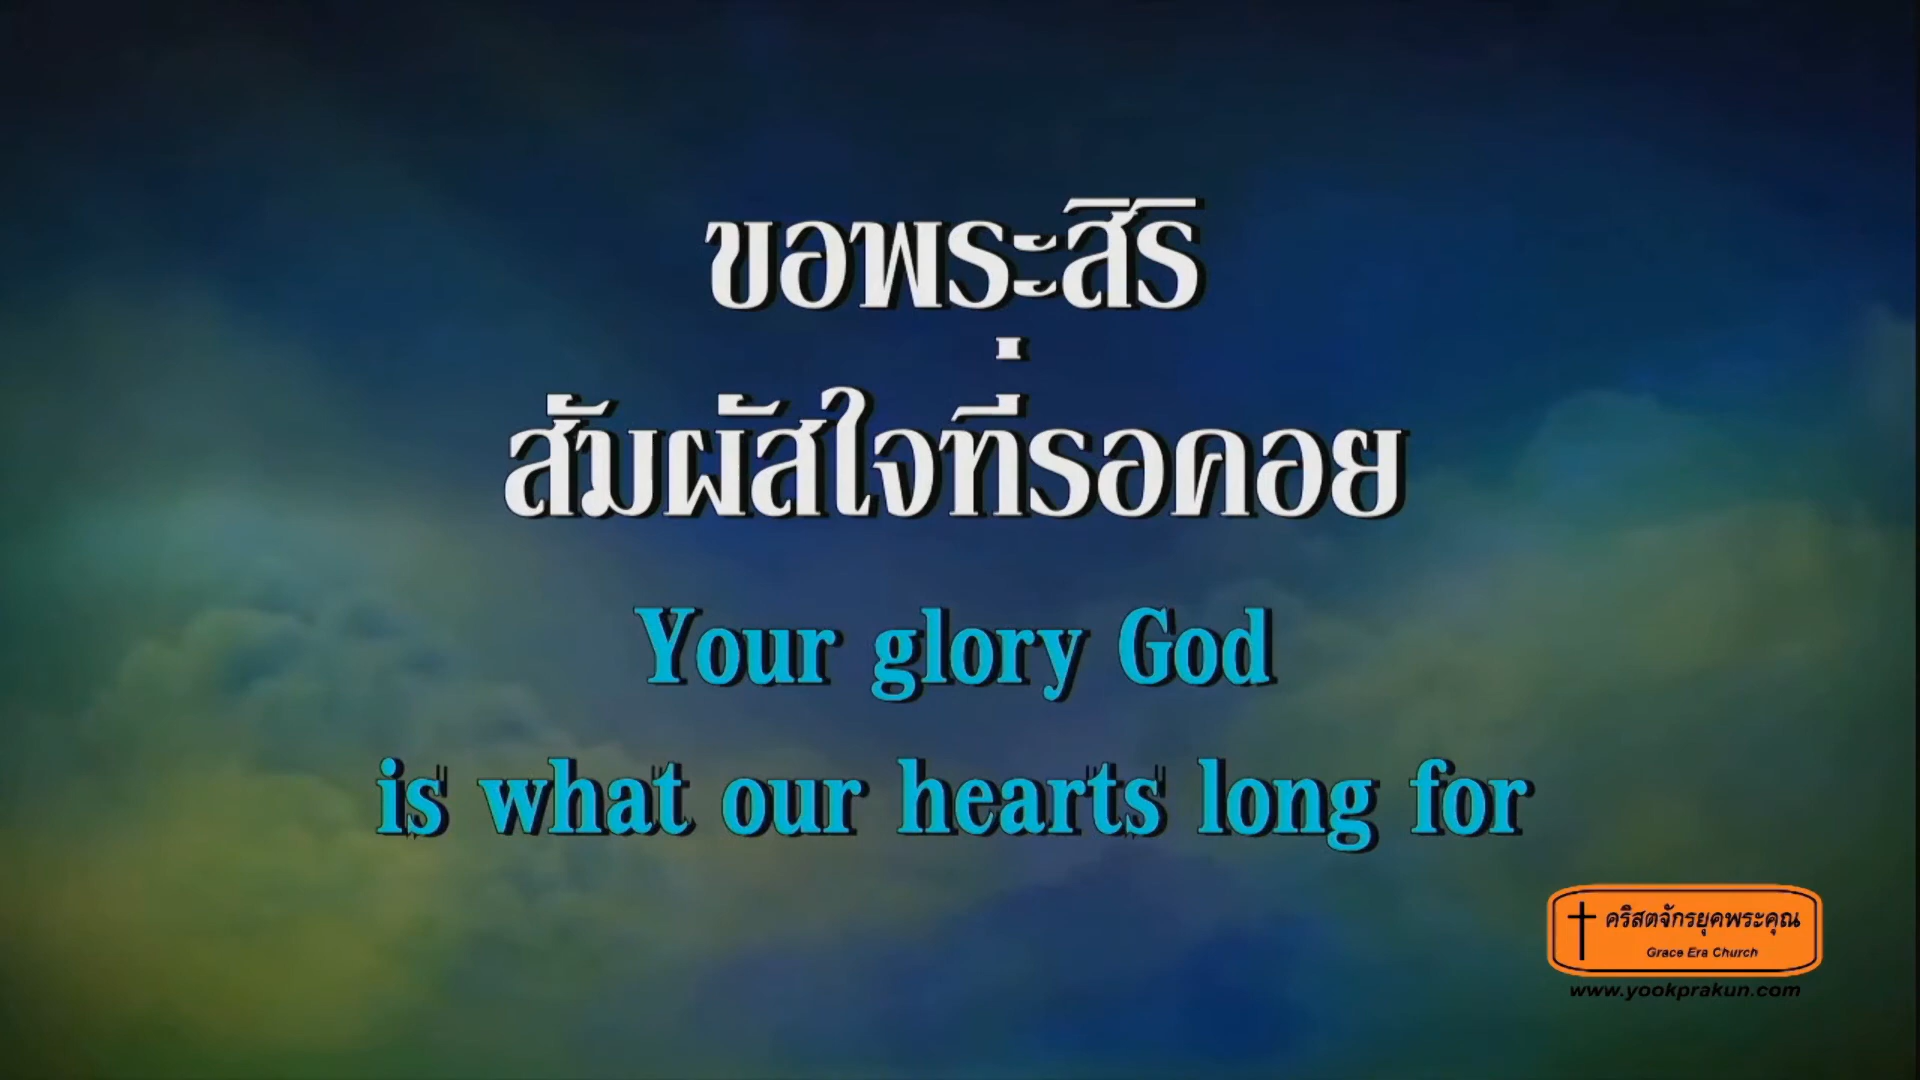 ขอพระสิริ
สัมผัสใจที่รอคอย
Your glory God
is what our hearts long for
คริสตจักรยุคพระคุณ
Grace Era Church
www.yookprakun.com